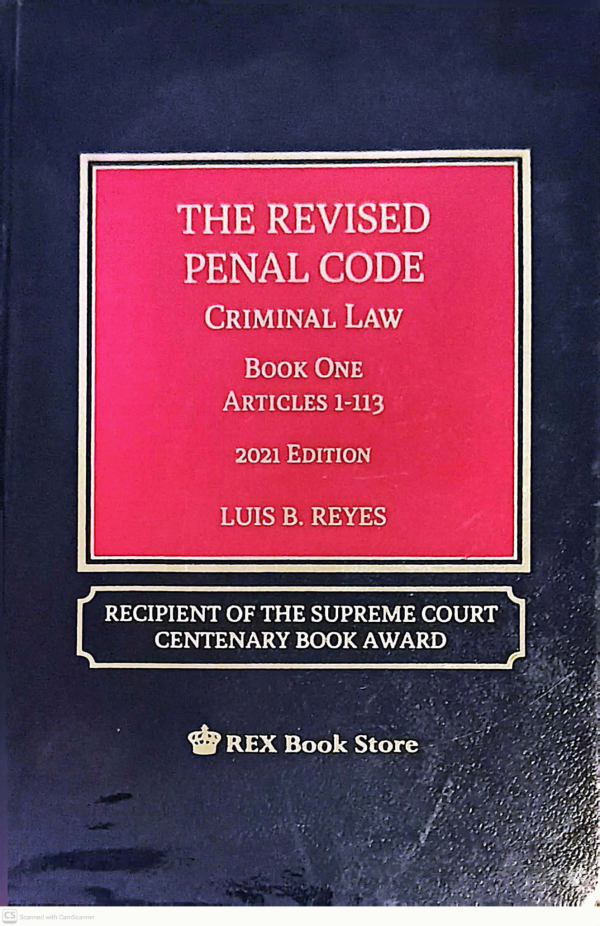 THE REVISED
PENAL CODE
CRIMINAL LAW
BOOK ONE
ARTICLES 1-113
2021 EDITION
LUIS B. REYES
RECIPIENT OF THE SUPREME COURT
CENTENARY BOOK AWARD
REX Book Store
CS Scanned with CamScanner